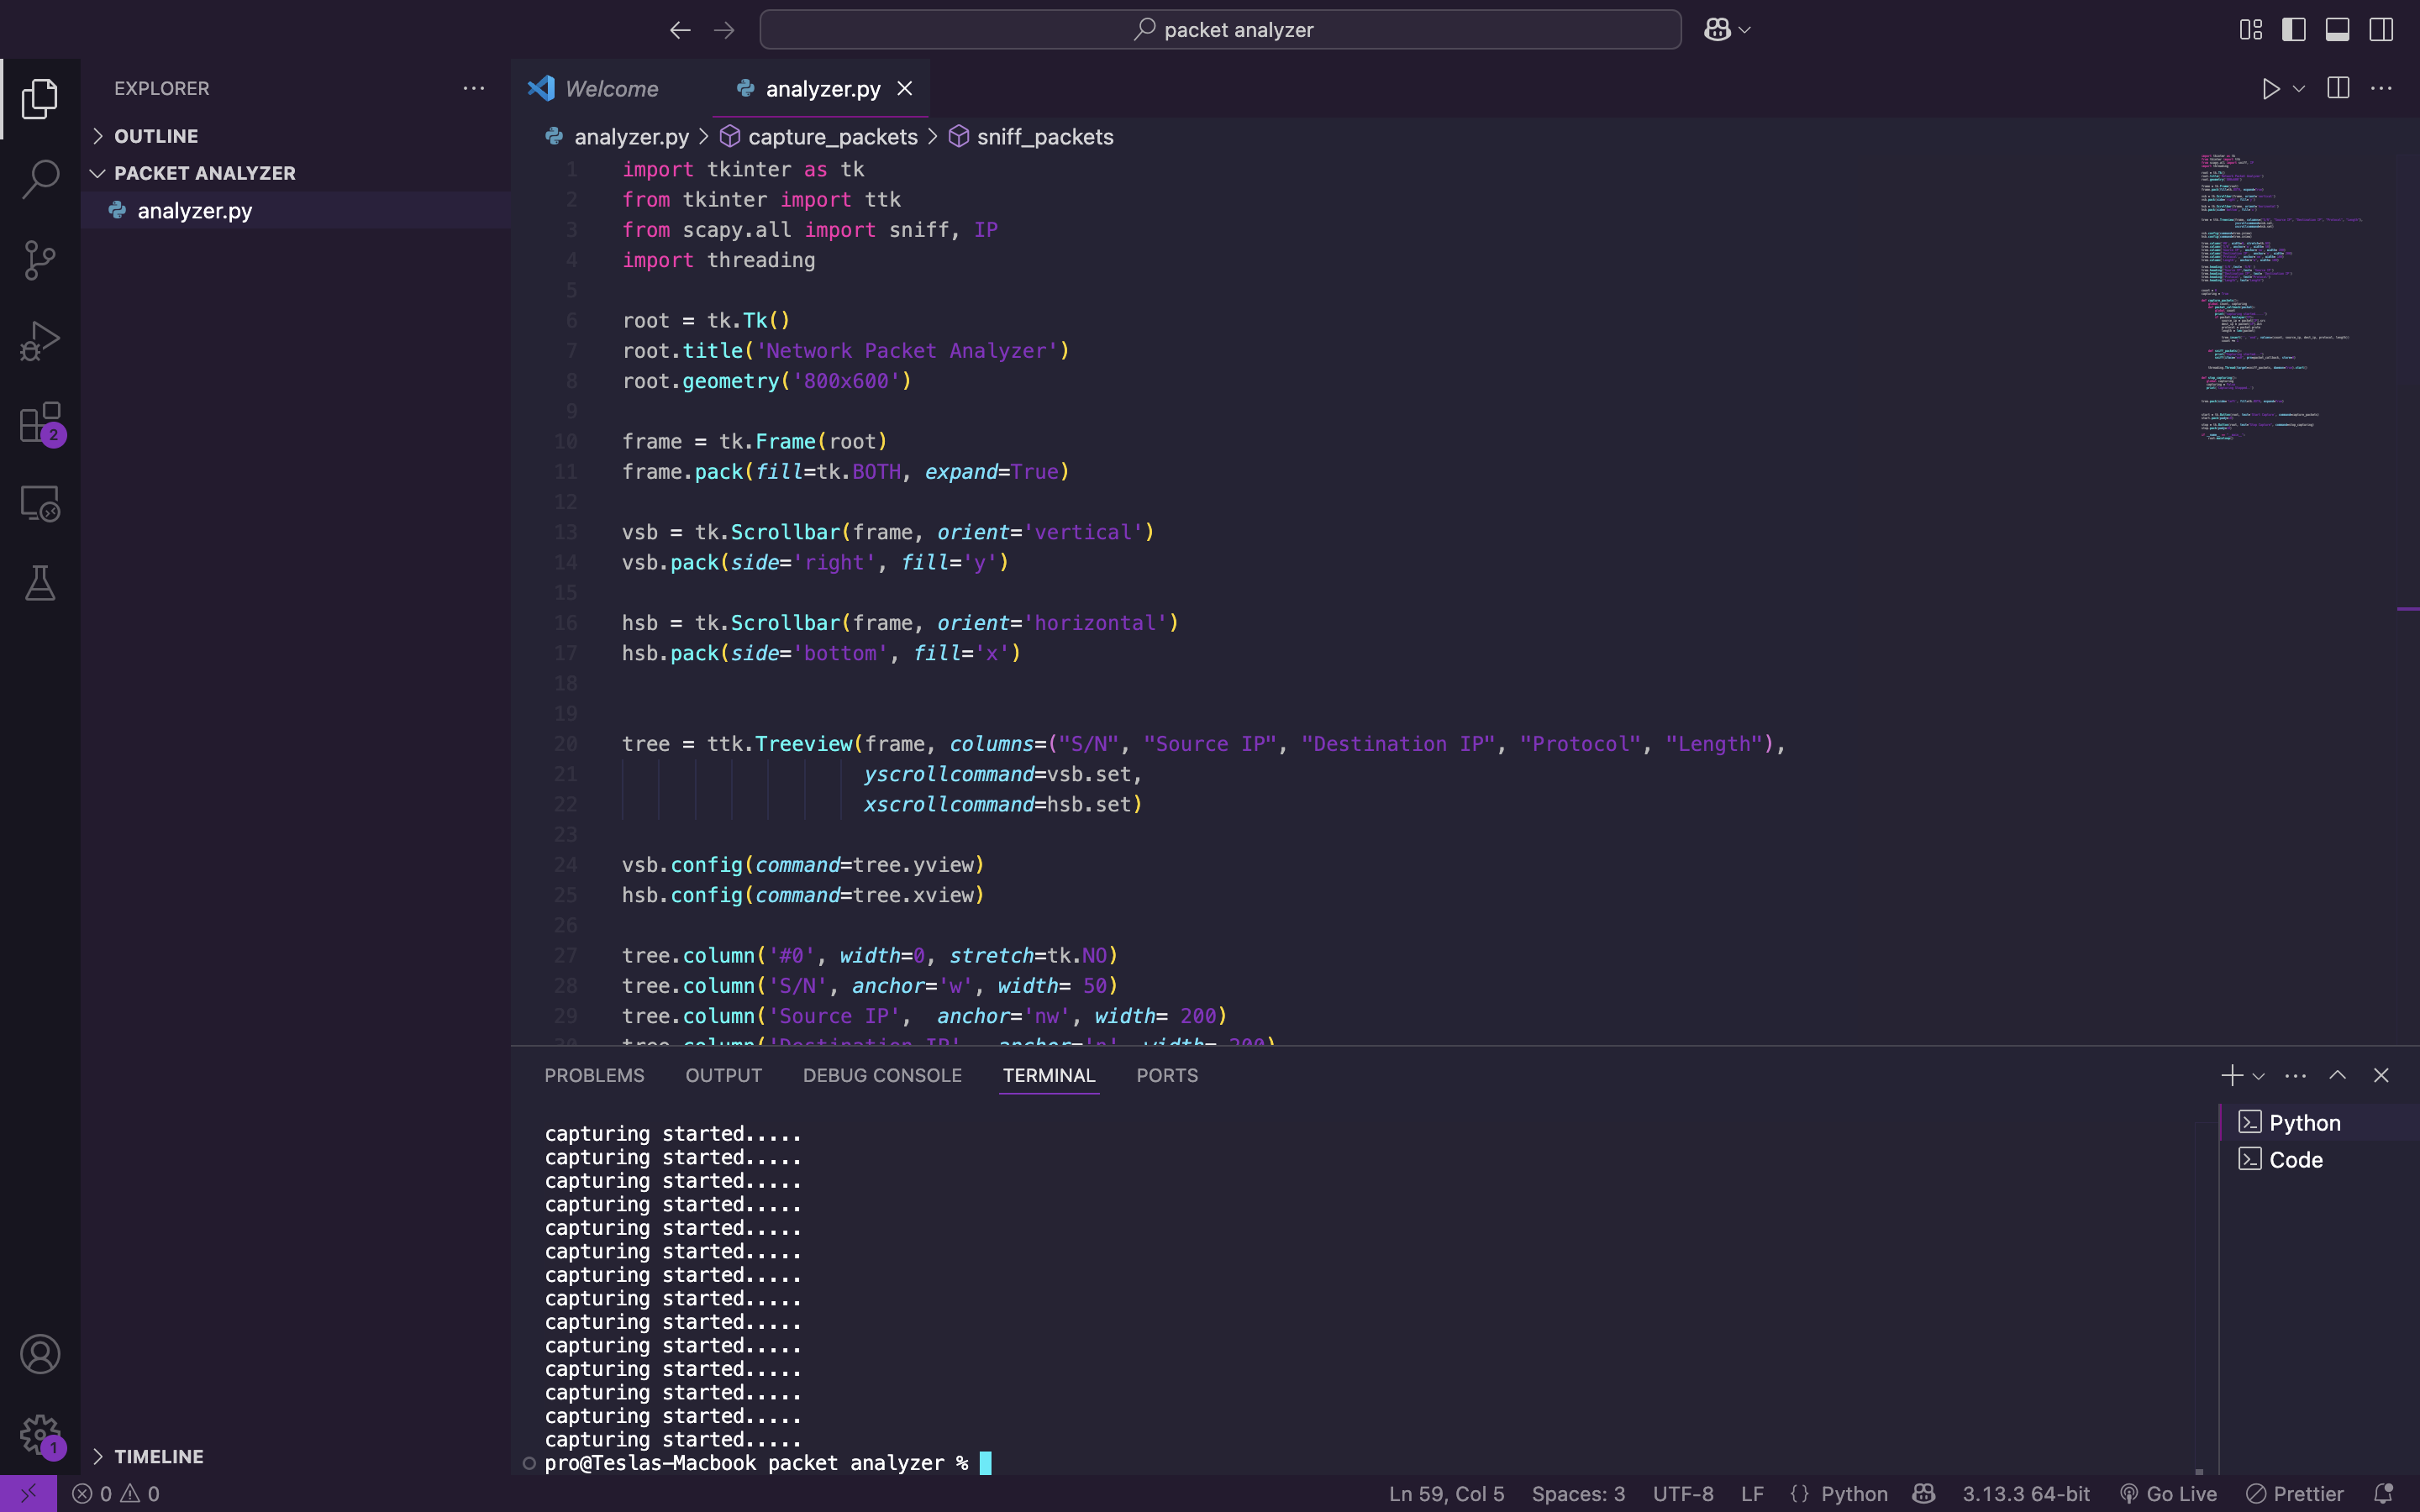 packet analyzer
EXPLORER
OUTLINE
PACKET ANALYZER
analyzer.py
2
1
TIMELINE
Welcome
analyzer.py
analyzer.py > capture_packets > sniff_packets
1 import tkinter as tk
2 from tkinter import ttk
3 from scapy.all import sniff, IP
4 import threading
5
6 root = tk.Tk()
7 root.title('Network Packet Analyzer')
8 root.geometry('800x600')
9
10 frame = tk.Frame(root)
11 frame.pack(fill=tk.BOTH, expand=True)
12
13 vsb = tk.Scrollbar(frame, orient='vertical')
14 vsb.pack(side='right', fill='y')
15
16 hsb = tk.Scrollbar(frame, orient='horizontal')
17 hsb.pack(side='bottom', fill='x')
18
19
20 tree = ttk.Treeview(frame, columns=("S/N", "Source IP", "Destination IP", "Protocol", "Length"),
21 yscrollcommand=vsb.set,
22 xscrollcommand=hsb.set)
23
24 vsb.config(command=tree.yview)
25 hsb.config(command=tree.xview)
26
27 tree.column('#0', width=0, stretch=tk.NO)
28 tree.column('S/N', anchor='w', width= 50)
29 tree.column('Source IP',  anchor='nw', width= 200)
30 tree.column('Destination IP',  anchor='n', width= 200)
PROBLEMS OUTPUT DEBUG CONSOLE TERMINAL PORTS
capturing started.....
capturing started.....
capturing started.....
capturing started.....
capturing started.....
capturing started.....
capturing started.....
capturing started.....
capturing started.....
capturing started.....
capturing started.....
capturing started.....
capturing started.....
capturing started.....
pro@Teslas-Macbook packet analyzer %
Python
Code
0 0
Ln 59, Col 5 Spaces: 3 UTF-8 LF {} Python 3.13.3 64-bit Go Live Prettier